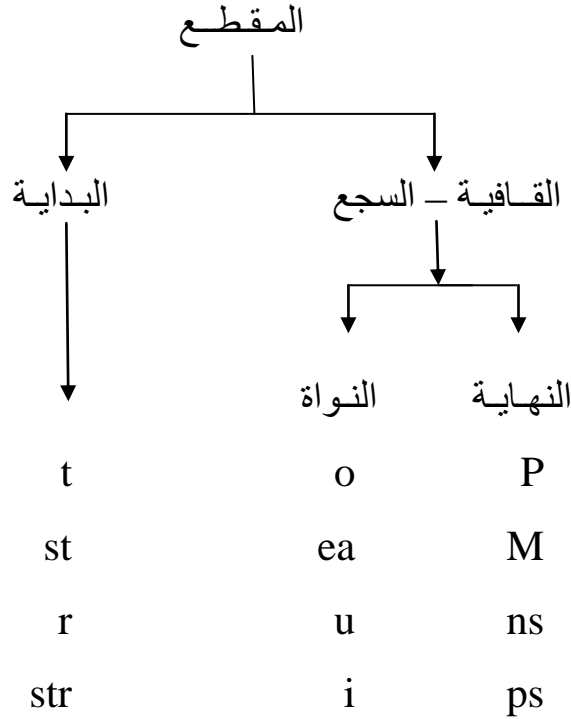 المقطع
البداية القافية – السجع
النواة النهاية
t o P
st ea M
r u ns
str i ps